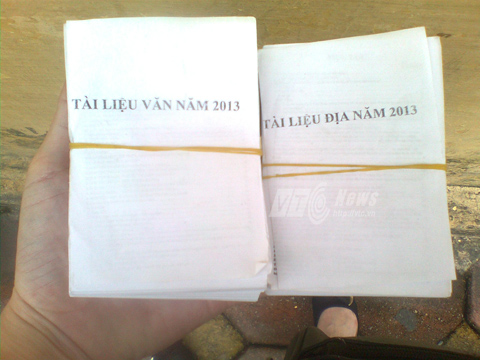 TÀI LIỆU VĂN NĂM 2013
TÀI LIỆU ĐỊA NĂM 2013
VTC News